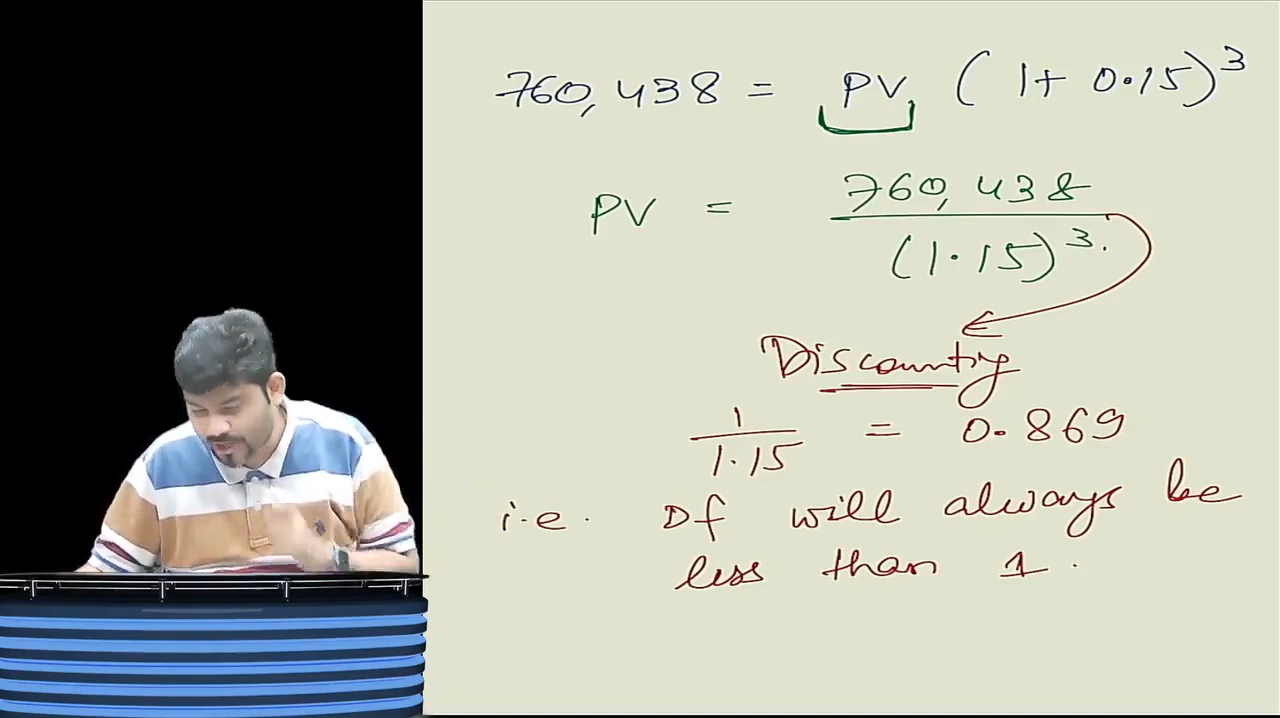 760,438 = PV (1 + 0.15)^3
PV = 760,438 / (1.15)^3.
Discounting
1 / 1.15 = 0.869
i.e. Df will always be
less than 1.